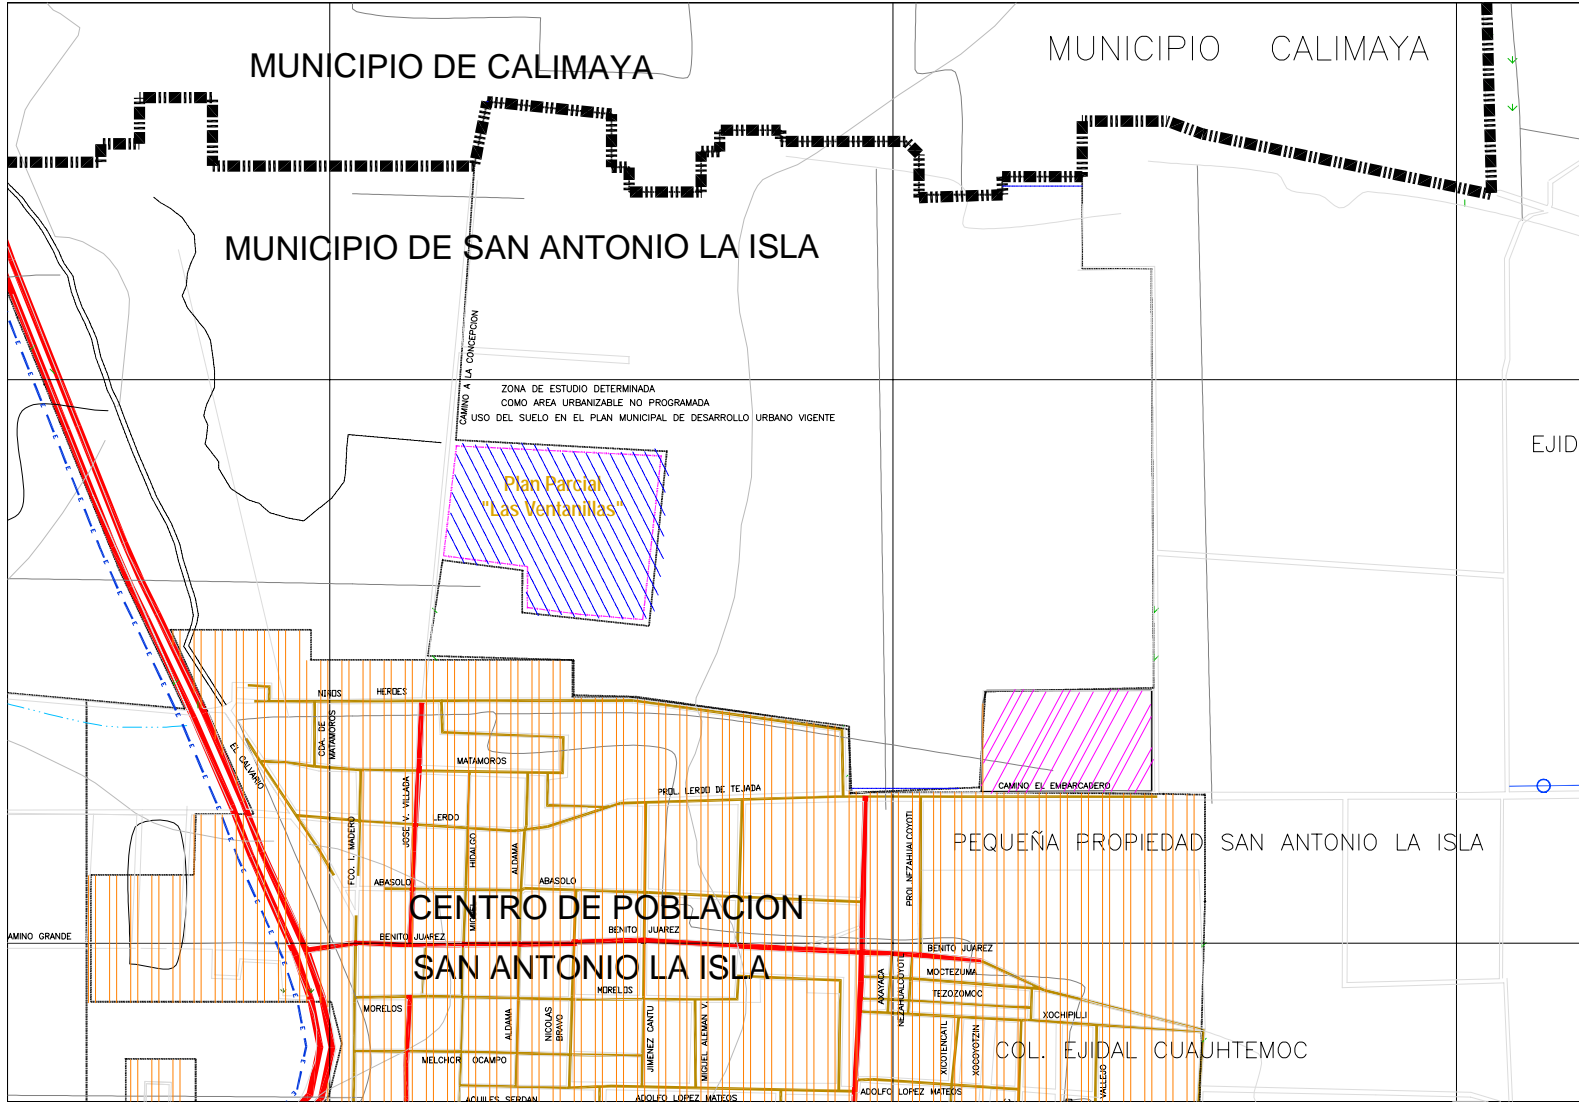 MUNICIPIO DE CALIMAYA
MUNICIPIO CALIMAYA
MUNICIPIO DE SAN ANTONIO LA ISLA
CAMINO A LA CONCEPCION
ZONA DE ESTUDIO DETERMINADA
COMO AREA URBANIZABLE NO PROGRAMADA
USO DEL SUELO EN EL PLAN MUNICIPAL DE DESARROLLO URBANO VIGENTE
EJID
Plan Parcial
"Las Ventanillas"
NIÑOS HEROES
CDA. DE
MATAMOROS
EL CALVARIO
MATAMOROS
PROL. LERDO DE TEJADA
CAMINO EL EMBARCADERO
JOSE V. VILLADA
LERDO
FCO. I. MADERO
MIGUEL HIDALGO
ALDAMA
PROL. NEZAHUALCOYOTL
PEQUEÑA PROPIEDAD SAN ANTONIO LA ISLA
ABASOLO
ABASOLO
CENTRO DE POBLACION
SAN ANTONIO LA ISLA
AMINO GRANDE
BENITO JUAREZ
BENITO JUAREZ
BENITO JUAREZ
MOCTEZUMA
AXAYACA
NEZAHUALCOYOTL
TEZOZOMOC
MORELOS
MORELOS
XOCHIPILLI
ALDAMA
NICOLAS
BRAVO
JIMENEZ CANTU
MIGUEL ALEMAN V.
XICOTENCATL
XOCOYOTZIN
COL. EJIDAL CUAUHTEMOC
MELCHOR OCAMPO
VALLEJO
AQUILES SERDAN
ADOLFO LOPEZ MATEOS
ADOLFO LOPEZ MATEOS